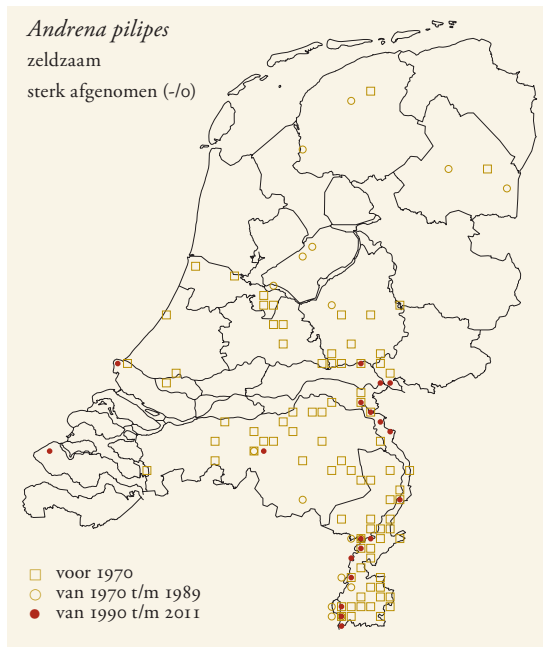 Andrena pilipes
zeldzaam
sterk afgenomen (-/0)
voor 1970
van 1970 t/m 1989
van 1990 t/m 2011